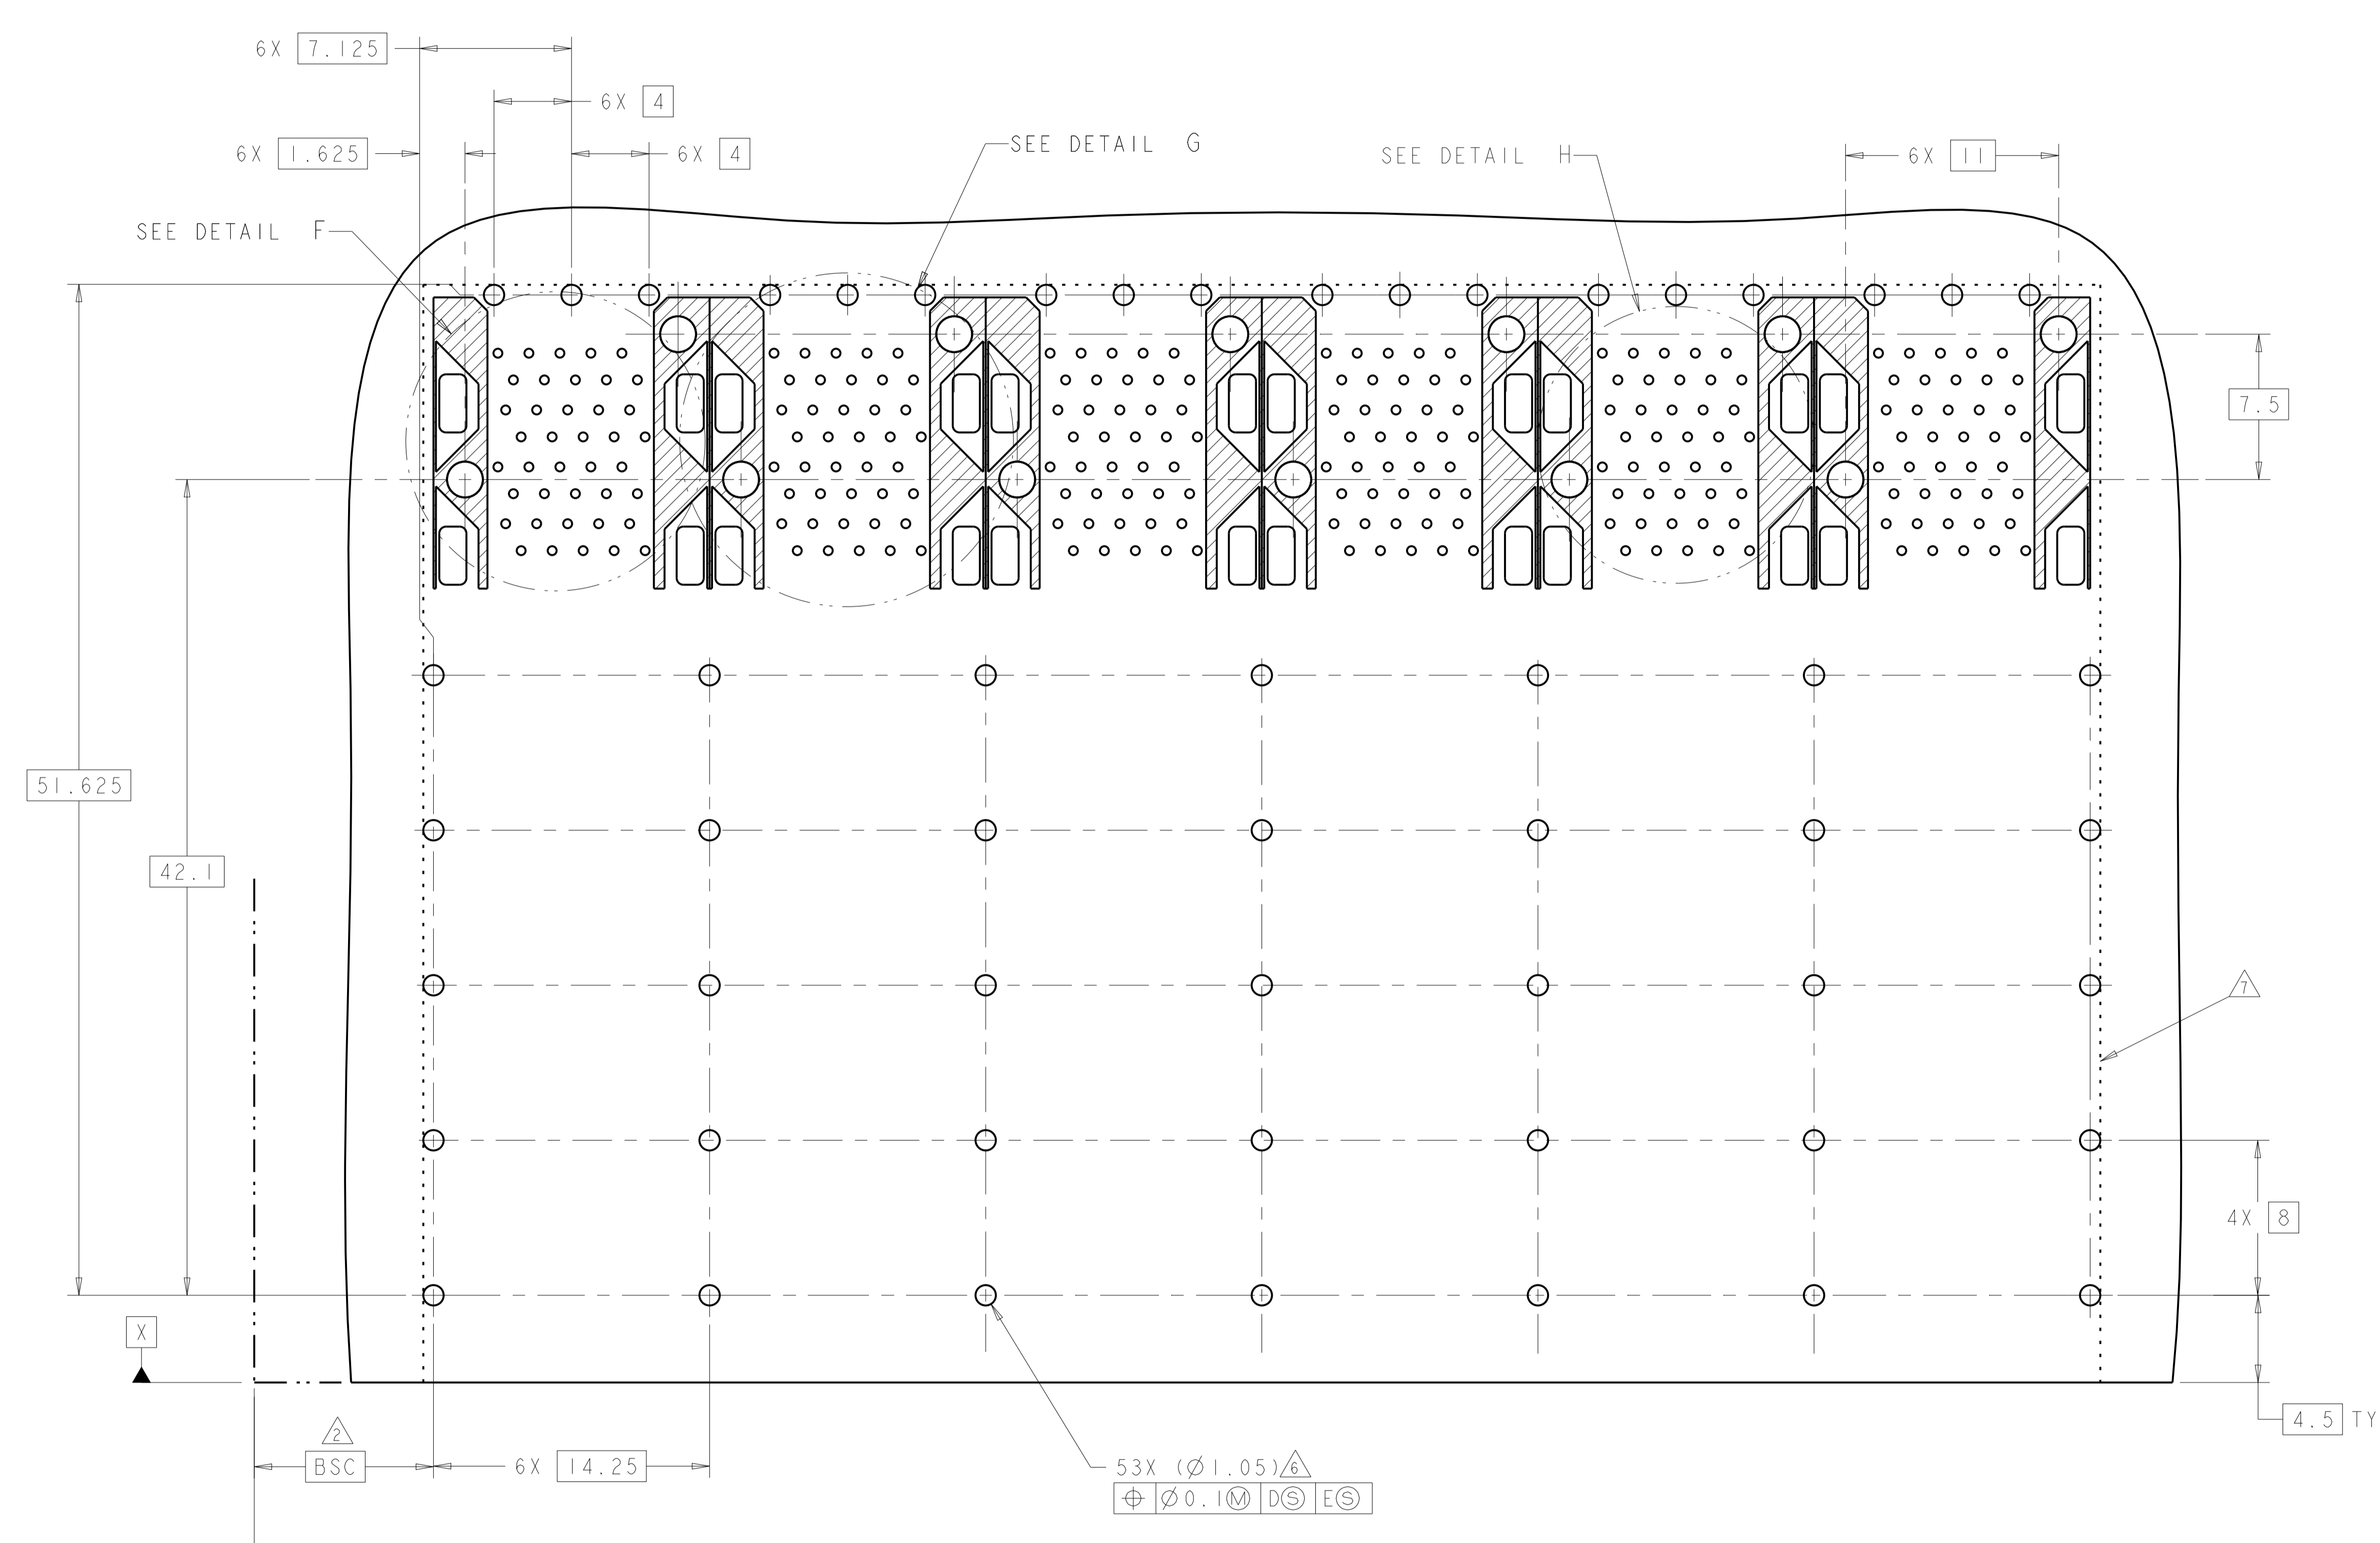 6X 7.125
6X 4
6X 1.625
6X 4
SEE DETAIL G
SEE DETAIL H
6X 11
SEE DETAIL F
7.5
51.625
42.1
7
4X 8
X
4.5 TY
2
BSC
6X 14.25
53X (Ø1.05) 6
⌖ Ø0.1Ⓜ DⓈ EⓈ